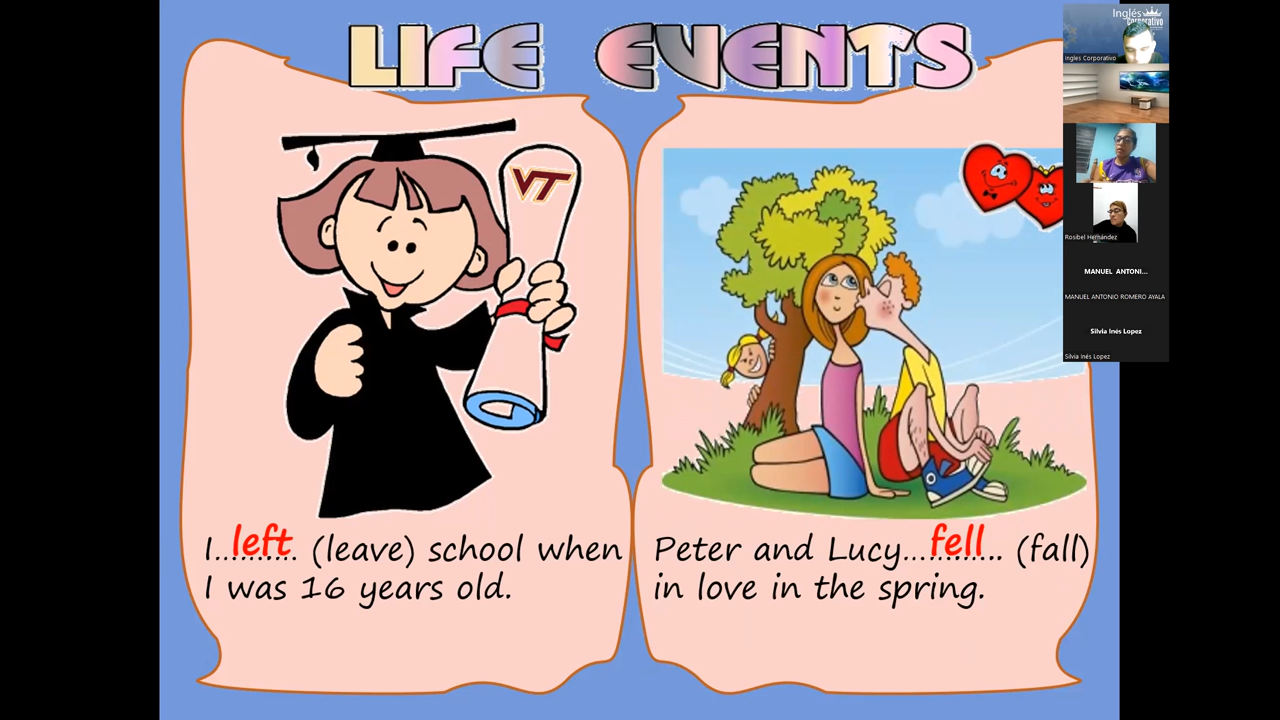 LIFE EVENTS
VT
I...left... (leave) school when
I was 16 years old.
Peter and Lucy...fell... (fall)
in love in the spring.
Inglés
Corporativo
Ingles Corporativo
Rosibel Hernández
MANUEL ANTONI...
MANUEL ANTONIO ROMERO AYALA
Silvia Inés Lopez
Silvia Inés Lopez